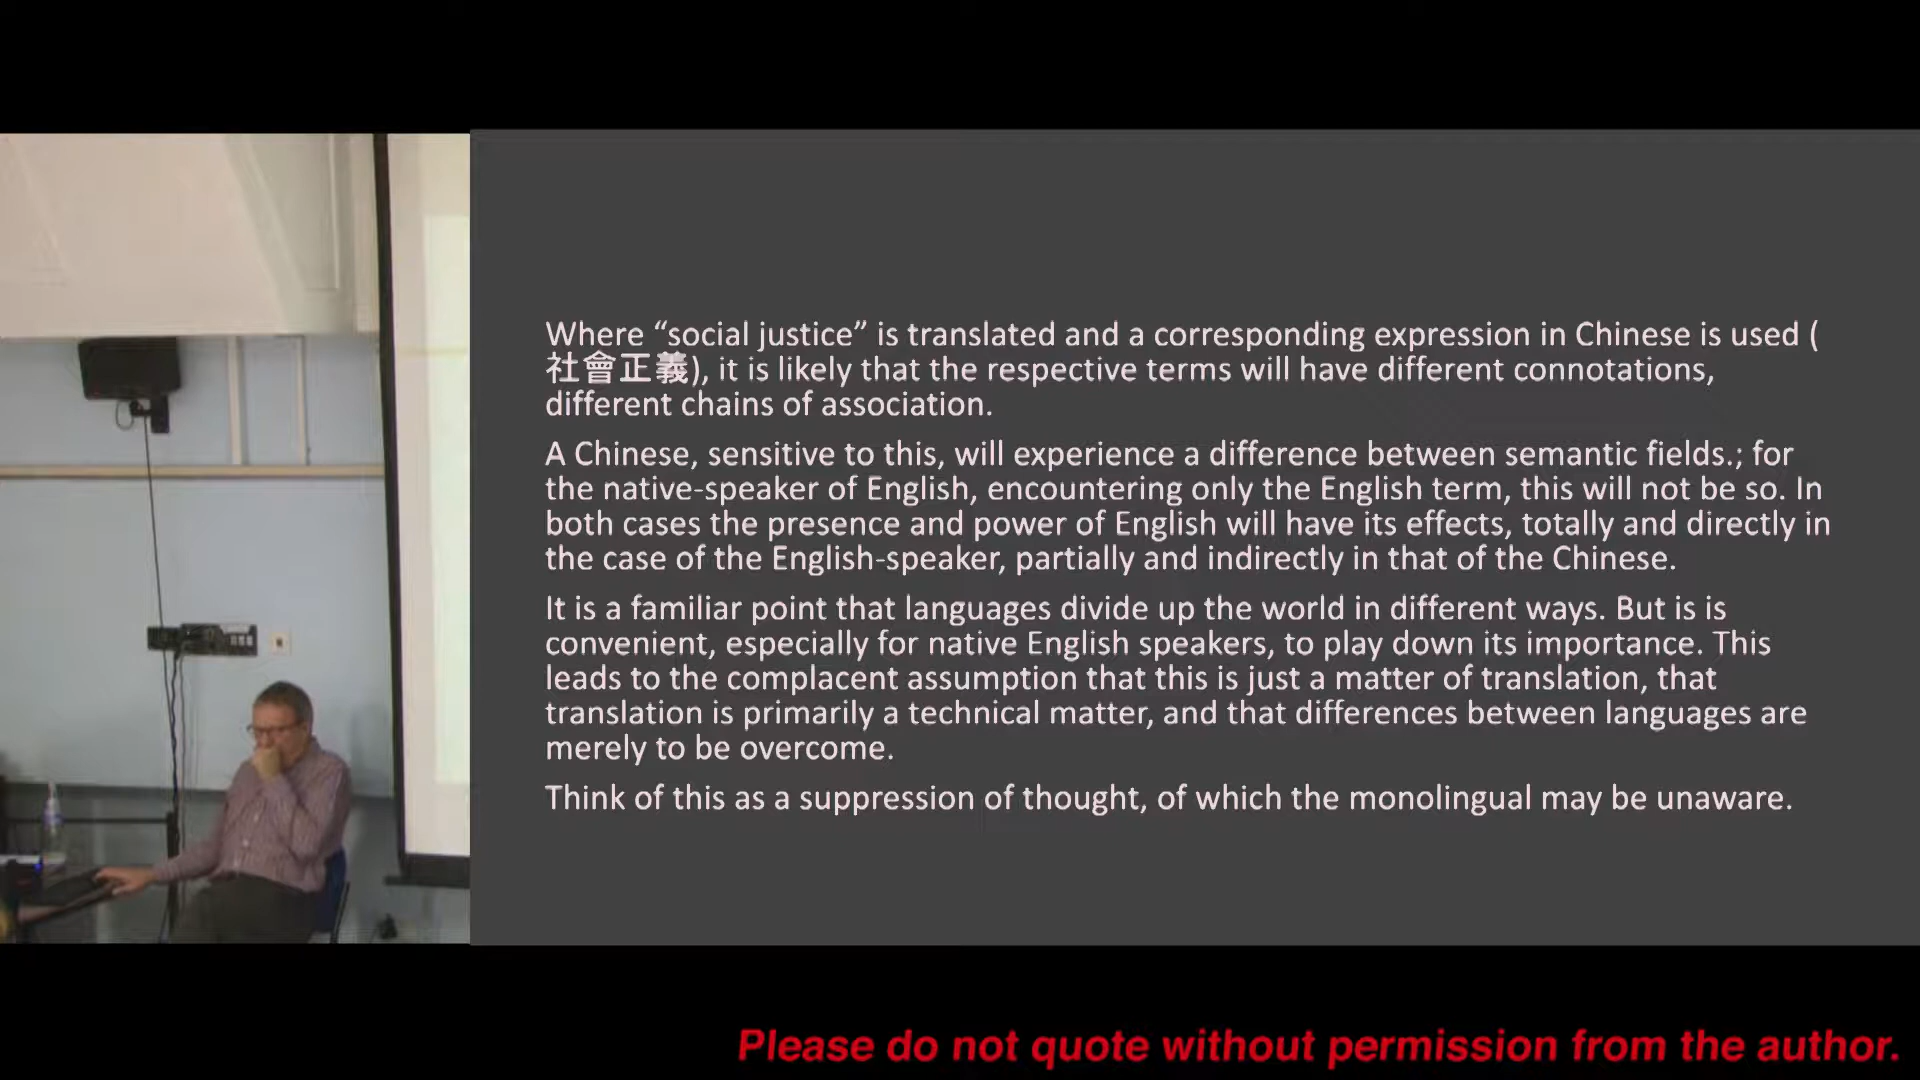 Where “social justice” is translated and a corresponding expression in Chinese is used (
社會正義), it is likely that the respective terms will have different connotations,
different chains of association.
A Chinese, sensitive to this, will experience a difference between semantic fields.; for
the native-speaker of English, encountering only the English term, this will not be so. In
both cases the presence and power of English will have its effects, totally and directly in
the case of the English-speaker, partially and indirectly in that of the Chinese.
It is a familiar point that languages divide up the world in different ways. But is is
convenient, especially for native English speakers, to play down its importance. This
leads to the complacent assumption that this is just a matter of translation, that
translation is primarily a technical matter, and that differences between languages are
merely to be overcome.
Think of this as a suppression of thought, of which the monolingual may be unaware.
Please do not quote without permission from the author.